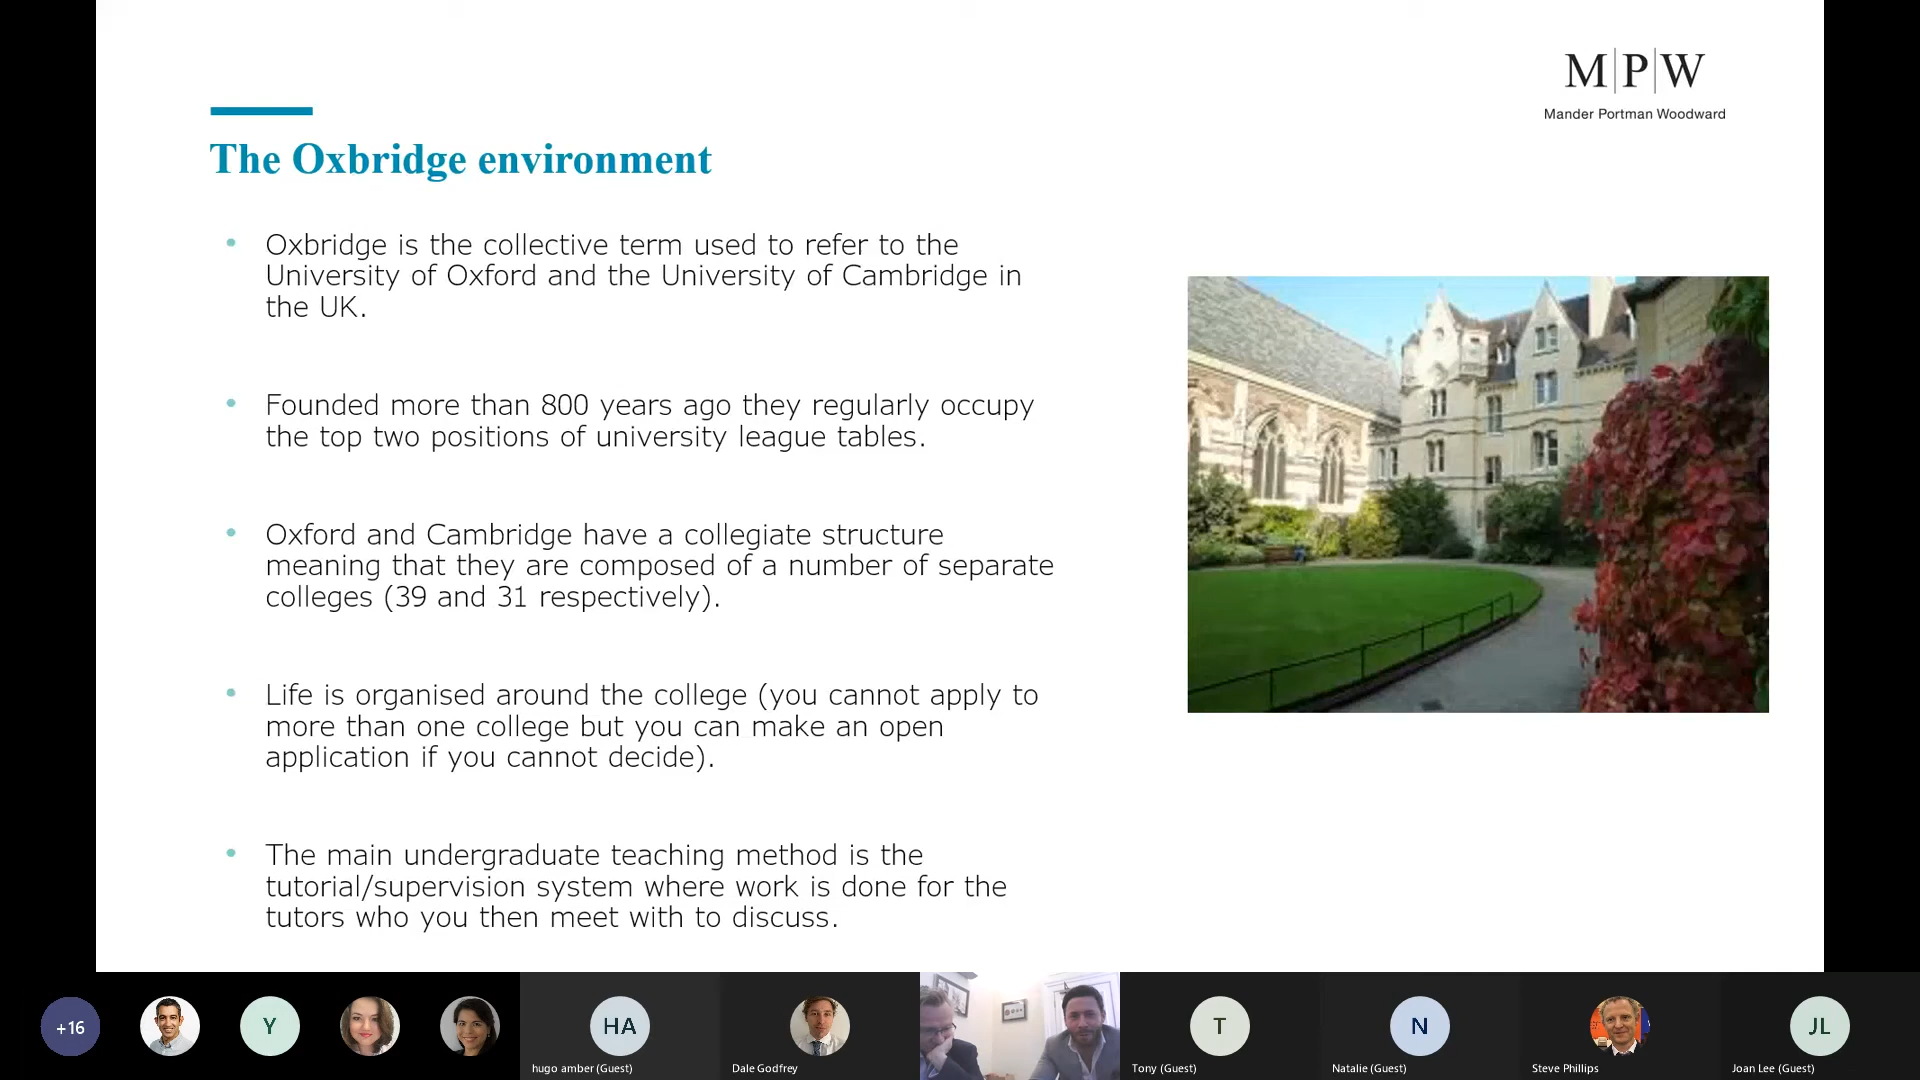 M|P|W
Mander Portman Woodward
The Oxbridge environment
• Oxbridge is the collective term used to refer to the
University of Oxford and the University of Cambridge in
the UK.
• Founded more than 800 years ago they regularly occupy
the top two positions of university league tables.
• Oxford and Cambridge have a collegiate structure
meaning that they are composed of a number of separate
colleges (39 and 31 respectively).
• Life is organised around the college (you cannot apply to
more than one college but you can make an open
application if you cannot decide).
• The main undergraduate teaching method is the
tutorial/supervision system where work is done for the
tutors who you then meet with to discuss.
+16
Y
HA
hugo amber (Guest)
Dale Godfrey
T
Tony (Guest)
N
Natalie (Guest)
Steve Phillips
JL
Joan Lee (Guest)